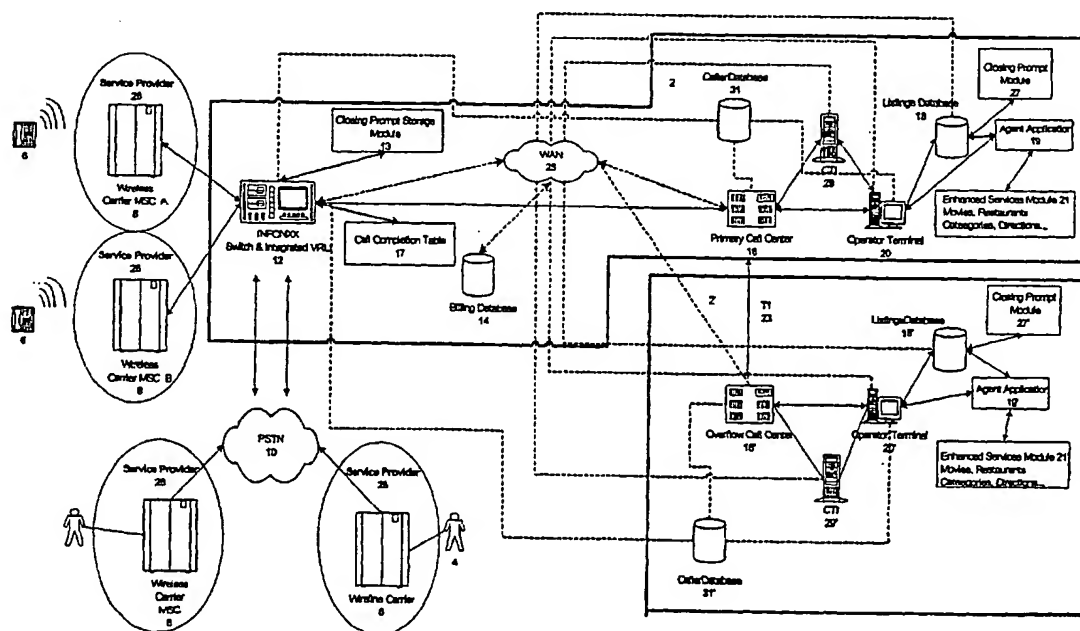 Service Provider
26
6
Wireless
Carrier MSC A
8
Service Provider
26
6
Wireless
Carrier MSC B
8
Closing Prompt Storage
Module
13
INFONXX
Switch & Integrated VRU
12
Call Completion Table
17
WAN
25
Billing Database
14
2
Caller Database
31
CTI
29
Primary Call Center
16
Operator Terminal
20
Listings Database
18
Closing Prompt
Module
27
Agent Application
19
Enhanced Services Module 21
Movies, Restaurants
Categories, Directions...
2'
T1
23
Closing Prompt
Module
27'
Listings Database
18'
Agent Application
19'
Overflow Call Center
16'
Operator Terminal
20'
Enhanced Services Module 21'
Movies, Restaurants
Categories, Directions...
CTI
29'
Caller Database
31'
PSTN
10
Service Provider
26
Wireless
Carrier
MSC
8
Service Provider
26
4
Wireline Carrier
8